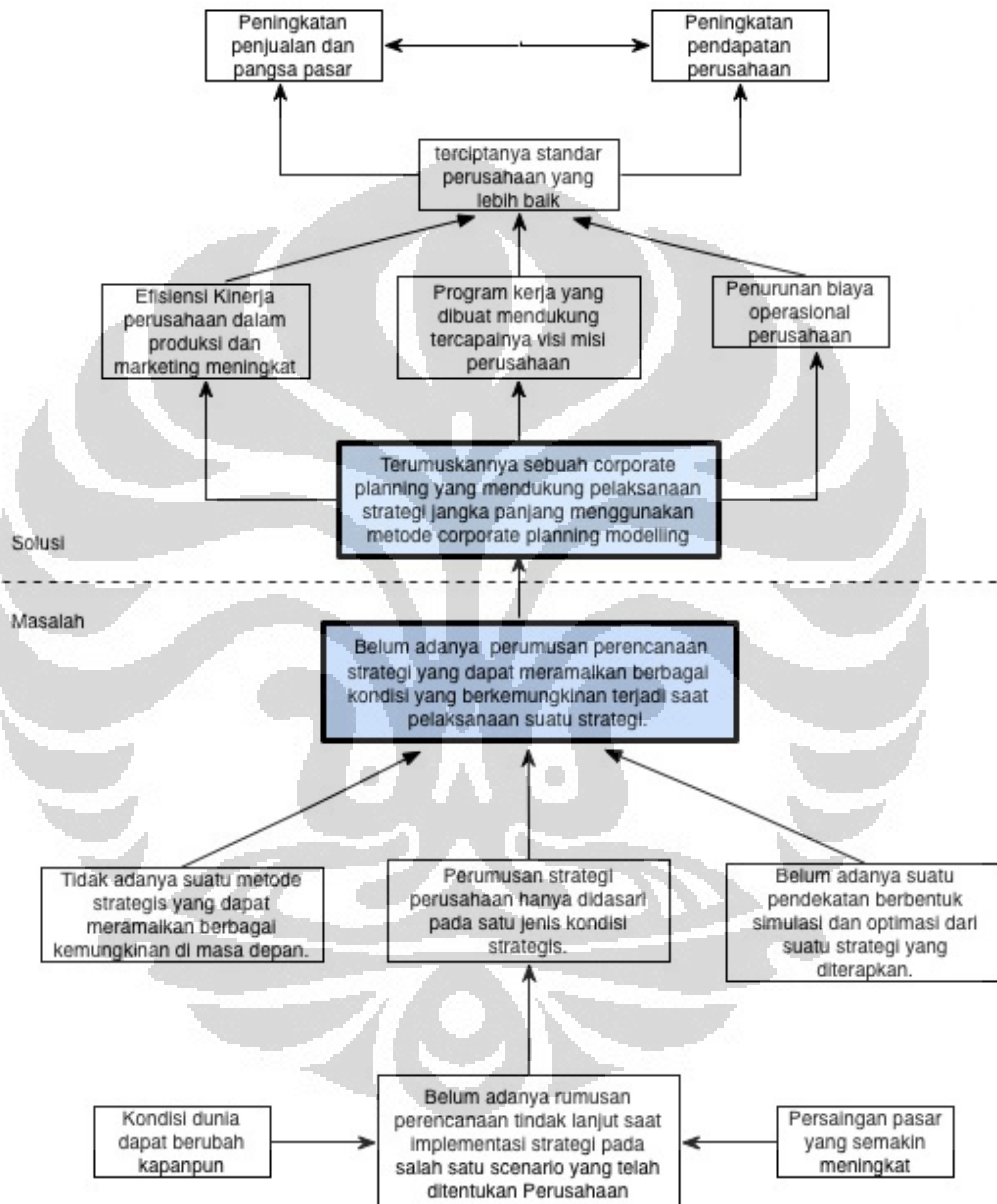 Peningkatan
penjualan dan
pangsa pasar
Peningkatan
pendapatan
perusahaan
terciptanya standar
perusahaan yang
lebih baik
Efisiensi Kinerja
perusahaan dalam
produksi dan
marketing meningkat
Program kerja yang
dibuat mendukung
tercapainya visi misi
perusahaan
Penurunan biaya
operasional
perusahaan
Terumuskannya sebuah corporate
planning yang mendukung pelaksanaan
strategi jangka panjang menggunakan
metode corporate planning modelling
Solusi
Masalah
Belum adanya perumusan perencanaan
strategi yang dapat meramalkan berbagai
kondisi yang berkemungkinan terjadi saat
pelaksanaan suatu strategi.
Tidak adanya suatu metode
strategis yang dapat
meramalkan berbagai
kemungkinan di masa depan.
Perumusan strategi
perusahaan hanya didasari
pada satu jenis kondisi
strategis.
Belum adanya suatu
pendekatan berbentuk
simulasi dan optimasi dari
suatu strategi yang
diterapkan.
Kondisi dunia
dapat berubah
kapanpun
Belum adanya rumusan
perencanaan tindak lanjut saat
implementasi strategi pada
salah satu scenario yang telah
ditentukan Perusahaan
Persaingan pasar
yang semakin
meningkat